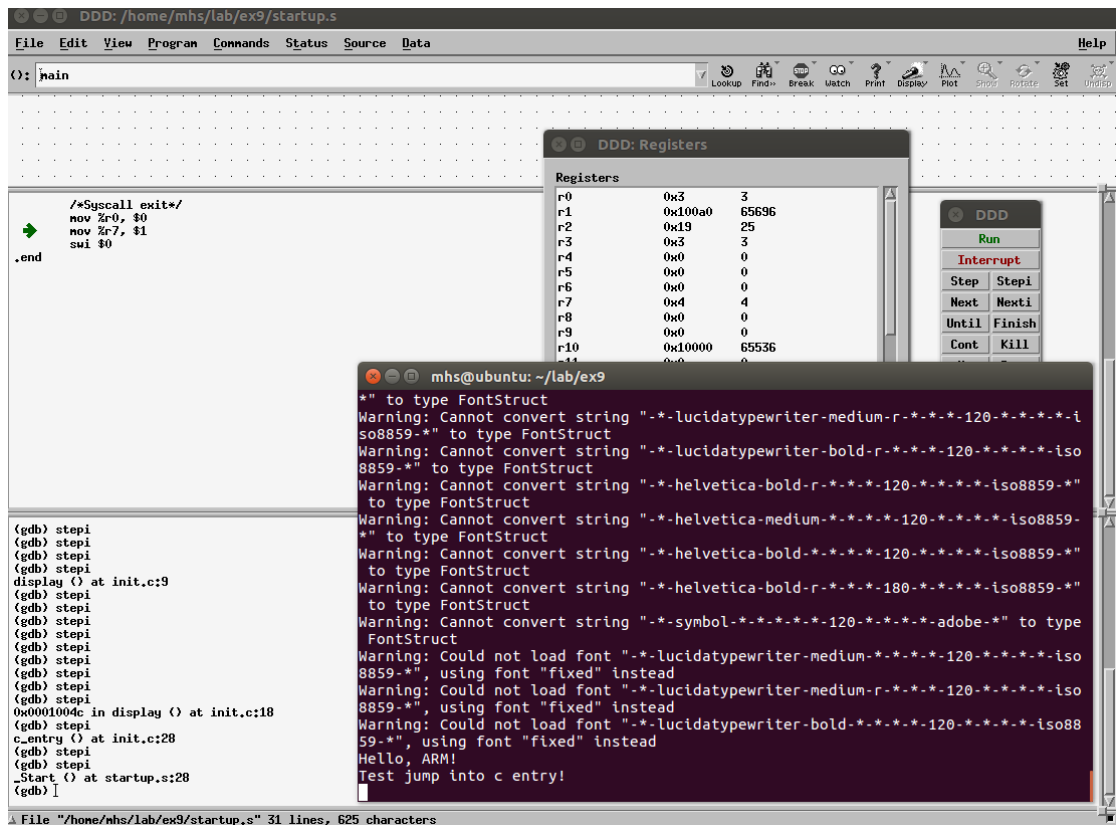 DDD: /home/mhs/lab/ex9/startup.s
File Edit View Program Commands Status Source Data Help
(): main
Lookup Find>> Break Watch Print Display Plot Show Rotate Set Undisp
/*Syscall exit*/
mov %r0, $0
mov %r7, $1
swi $0
.end
DDD: Registers
Registers
r0 0x3 3
r1 0x100a0 65696
r2 0x19 25
r3 0x3 3
r4 0x0 0
r5 0x0 0
r6 0x0 0
r7 0x4 4
r8 0x0 0
r9 0x0 0
r10 0x10000 65536
DDD
Run
Interrupt
Step Stepi
Next Nexti
Until Finish
Cont Kill
(gdb) stepi
(gdb) stepi
(gdb) stepi
(gdb) stepi
display () at init.c:9
(gdb) stepi
(gdb) stepi
(gdb) stepi
(gdb) stepi
(gdb) stepi
(gdb) stepi
(gdb) stepi
(gdb) stepi
(gdb) stepi
0x0001004c in display () at init.c:18
(gdb) stepi
c_entry () at init.c:28
(gdb) stepi
(gdb) stepi
_Start () at startup.s:28
(gdb)
mhs@ubuntu: ~/lab/ex9
*" to type FontStruct
Warning: Cannot convert string "-*-lucidatypewriter-medium-r-*-*-*-120-*-*-*-*-i
so8859-*" to type FontStruct
Warning: Cannot convert string "-*-lucidatypewriter-bold-r-*-*-*-120-*-*-*-*-iso
8859-*" to type FontStruct
Warning: Cannot convert string "-*-helvetica-bold-r-*-*-*-120-*-*-*-*-iso8859-*"
to type FontStruct
Warning: Cannot convert string "-*-helvetica-medium-*-*-*-*-120-*-*-*-*-iso8859-
*" to type FontStruct
Warning: Cannot convert string "-*-helvetica-bold-*-*-*-*-120-*-*-*-*-iso8859-*"
to type FontStruct
Warning: Cannot convert string "-*-helvetica-bold-r-*-*-*-180-*-*-*-*-iso8859-*"
to type FontStruct
Warning: Cannot convert string "-*-symbol-*-*-*-*-*-120-*-*-*-*-adobe-*" to type
FontStruct
Warning: Could not load font "-*-lucidatypewriter-medium-*-*-*-*-120-*-*-*-*-iso
8859-*", using font "fixed" instead
Warning: Could not load font "-*-lucidatypewriter-medium-r-*-*-*-120-*-*-*-*-iso
8859-*", using font "fixed" instead
Warning: Could not load font "-*-lucidatypewriter-bold-*-*-*-*-120-*-*-*-*-iso88
59-*", using font "fixed" instead
Hello, ARM!
Test jump into c entry!
File "/home/mhs/lab/ex9/startup.s" 31 lines, 625 characters